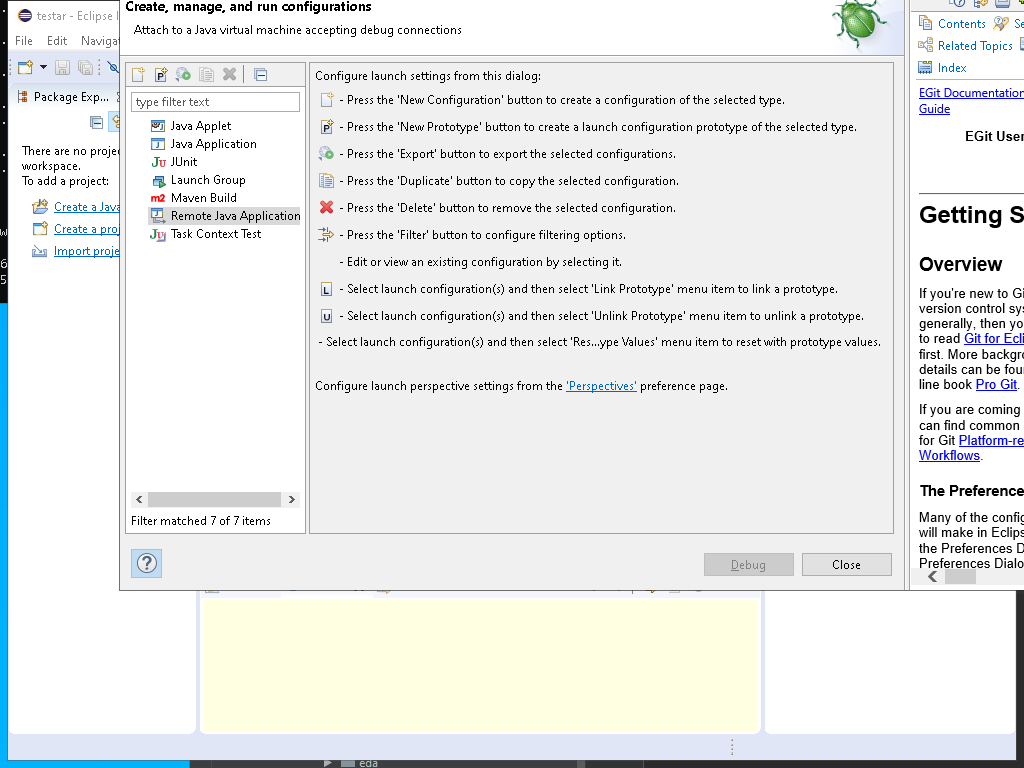 testar - Eclipse I
File Edit Naviga
Package Exp...
There are no proje
workspace.
To add a project:
Create a Java
Create a proj
Import proje
Create, manage, and run configurations
Attach to a Java virtual machine accepting debug connections
type filter text
Java Applet
Java Application
Ju JUnit
Launch Group
m2 Maven Build
Remote Java Application
Task Context Test
Filter matched 7 of 7 items
Configure launch settings from this dialog:
- Press the 'New Configuration' button to create a configuration of the selected type.
P - Press the 'New Prototype' button to create a launch configuration prototype of the selected type.
- Press the 'Export' button to export the selected configurations.
- Press the 'Duplicate' button to copy the selected configuration.
- Press the 'Delete' button to remove the selected configuration.
- Press the 'Filter' button to configure filtering options.
- Edit or view an existing configuration by selecting it.
L - Select launch configuration(s) and then select 'Link Prototype' menu item to link a prototype.
U - Select launch configuration(s) and then select 'Unlink Prototype' menu item to unlink a prototype.
- Select launch configuration(s) and then select 'Res...ype Values' menu item to reset with prototype values.
Configure launch perspective settings from the 'Perspectives' preference page.
?
Debug
Close
Contents Se
Related Topics
Index
EGit Documentation
Guide
EGit User
Getting S
Overview
If you're new to Gi
version control sys
generally, then yo
to read Git for Ecli
first. More backgro
details can be four
line book Pro Git.
If you are coming
can find common
for Git Platform-re
Workflows.
The Preference
Many of the config
will make in Eclips
the Preferences D
Preferences Dialo
eda